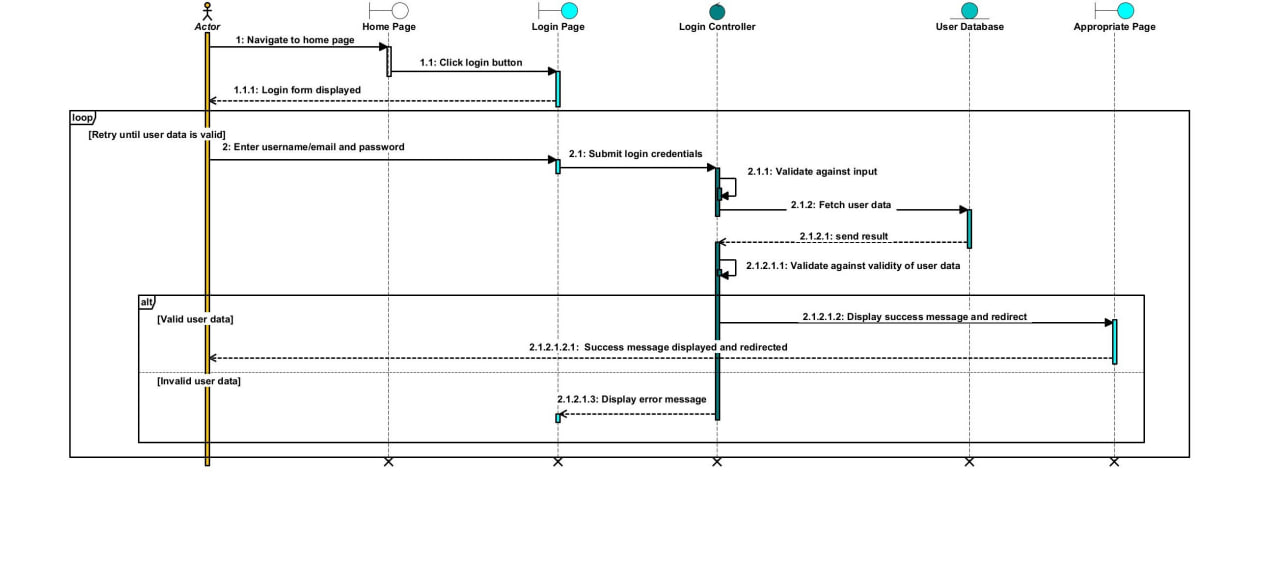 Actor
Home Page
Login Page
Login Controller
User Database
Appropriate Page
1: Navigate to home page
1.1: Click login button
1.1.1: Login form displayed
loop
[Retry until user data is valid]
2: Enter username/email and password
2.1: Submit login credentials
2.1.1: Validate against input
2.1.2: Fetch user data
2.1.2.1: send result
2.1.2.1.1: Validate against validity of user data
alt
[Valid user data]
2.1.2.1.2: Display success message and redirect
2.1.2.1.2.1: Success message displayed and redirected
[Invalid user data]
2.1.2.1.3: Display error message